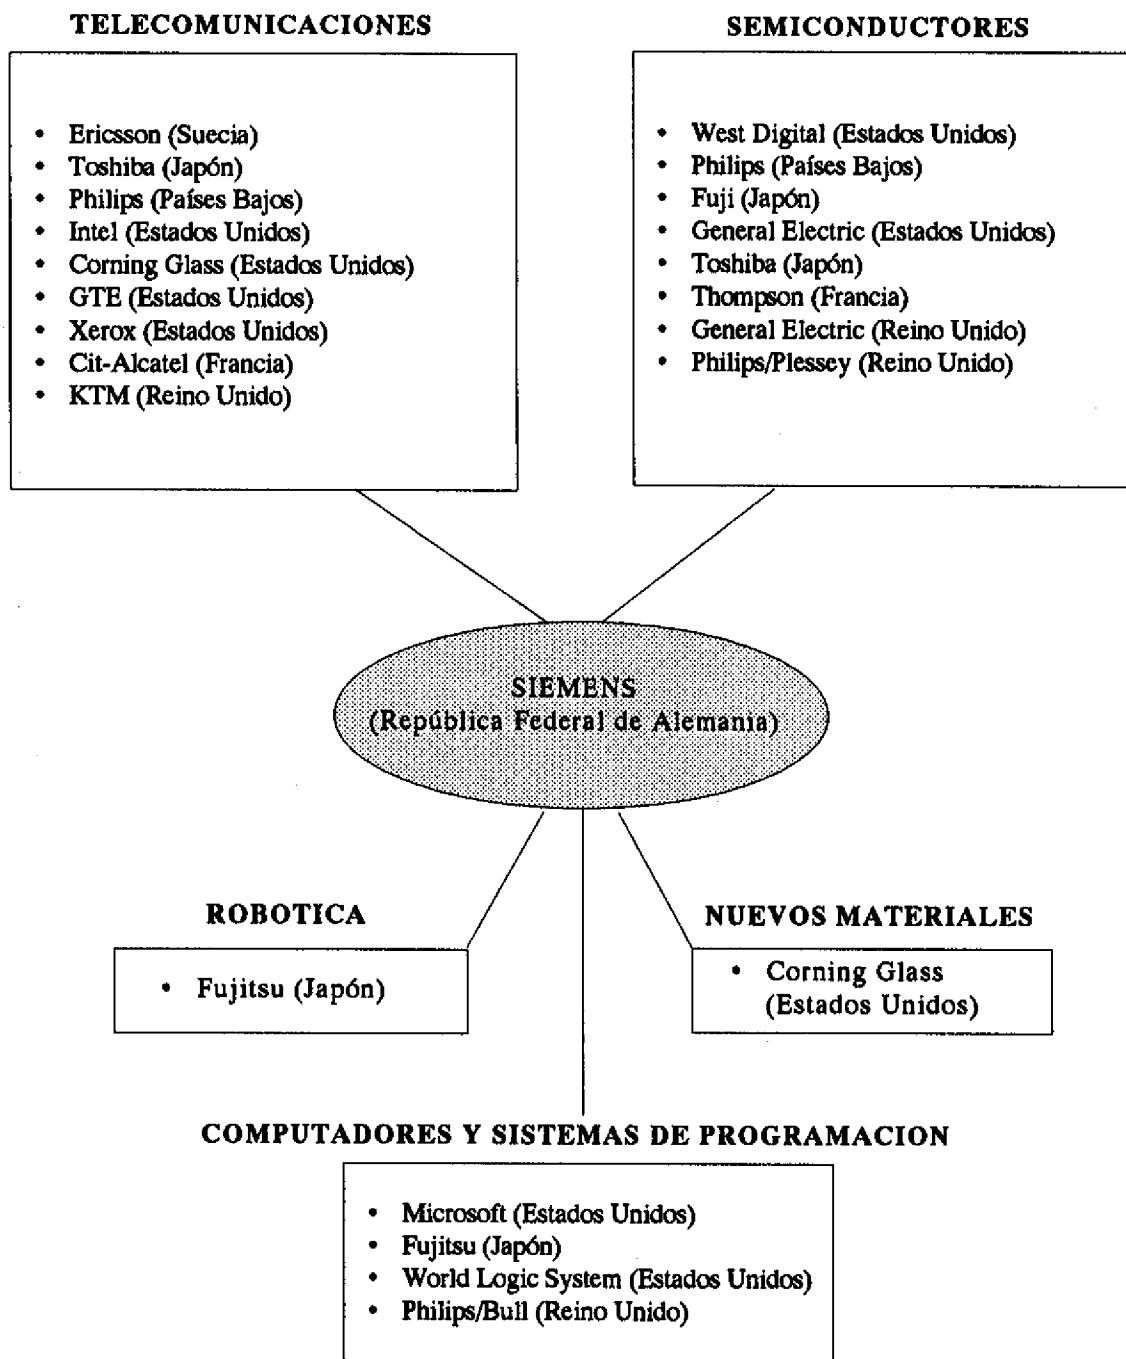 TELECOMUNICACIONES
• Ericsson (Suecia)
• Toshiba (Japón)
• Philips (Países Bajos)
• Intel (Estados Unidos)
• Corning Glass (Estados Unidos)
• GTE (Estados Unidos)
• Xerox (Estados Unidos)
• Cit-Alcatel (Francia)
• KTM (Reino Unido)
SEMICONDUCTORES
• West Digital (Estados Unidos)
• Philips (Países Bajos)
• Fuji (Japón)
• General Electric (Estados Unidos)
• Toshiba (Japón)
• Thompson (Francia)
• General Electric (Reino Unido)
• Philips/Plessey (Reino Unido)
SIEMENS
(República Federal de Alemania)
ROBOTICA
• Fujitsu (Japón)
NUEVOS MATERIALES
• Corning Glass
(Estados Unidos)
COMPUTADORES Y SISTEMAS DE PROGRAMACION
• Microsoft (Estados Unidos)
• Fujitsu (Japón)
• World Logic System (Estados Unidos)
• Philips/Bull (Reino Unido)